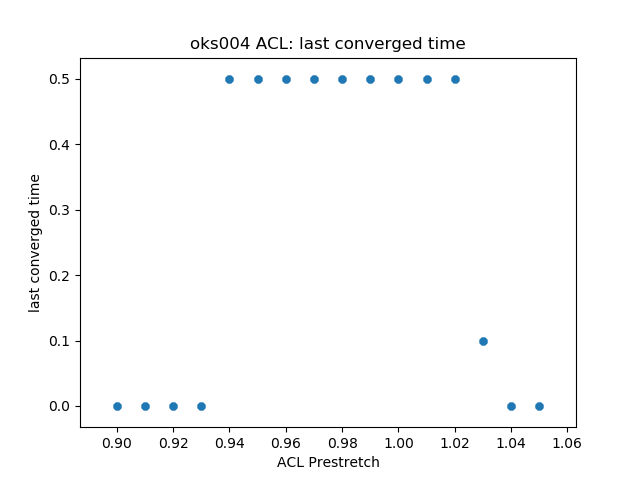 oks004 ACL: last converged time
last converged time
0.5
0.4
0.3
0.2
0.1
0.0
0.90 0.92 0.94 0.96 0.98 1.00 1.02 1.04 1.06
ACL Prestretch